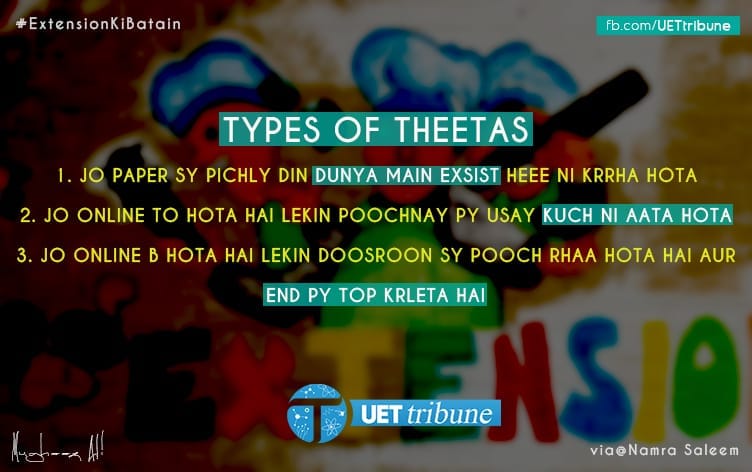 #ExtensionKiBatain
fb.com/UETtribune
TYPES OF THEETAS
1. JO PAPER SY PICHLY DIN DUNYA MAIN EXSIST HEEE NI KRRHA HOTA
2. JO ONLINE TO HOTA HAI LEKIN POOCHNAY PY USAY KUCH NI AATA HOTA
3. JO ONLINE B HOTA HAI LEKIN DOOSROON SY POOCH RHAA HOTA HAI AUR
END PY TOP KRLETA HAI
EXTENSIO
UET tribune
via@Namra Saleem